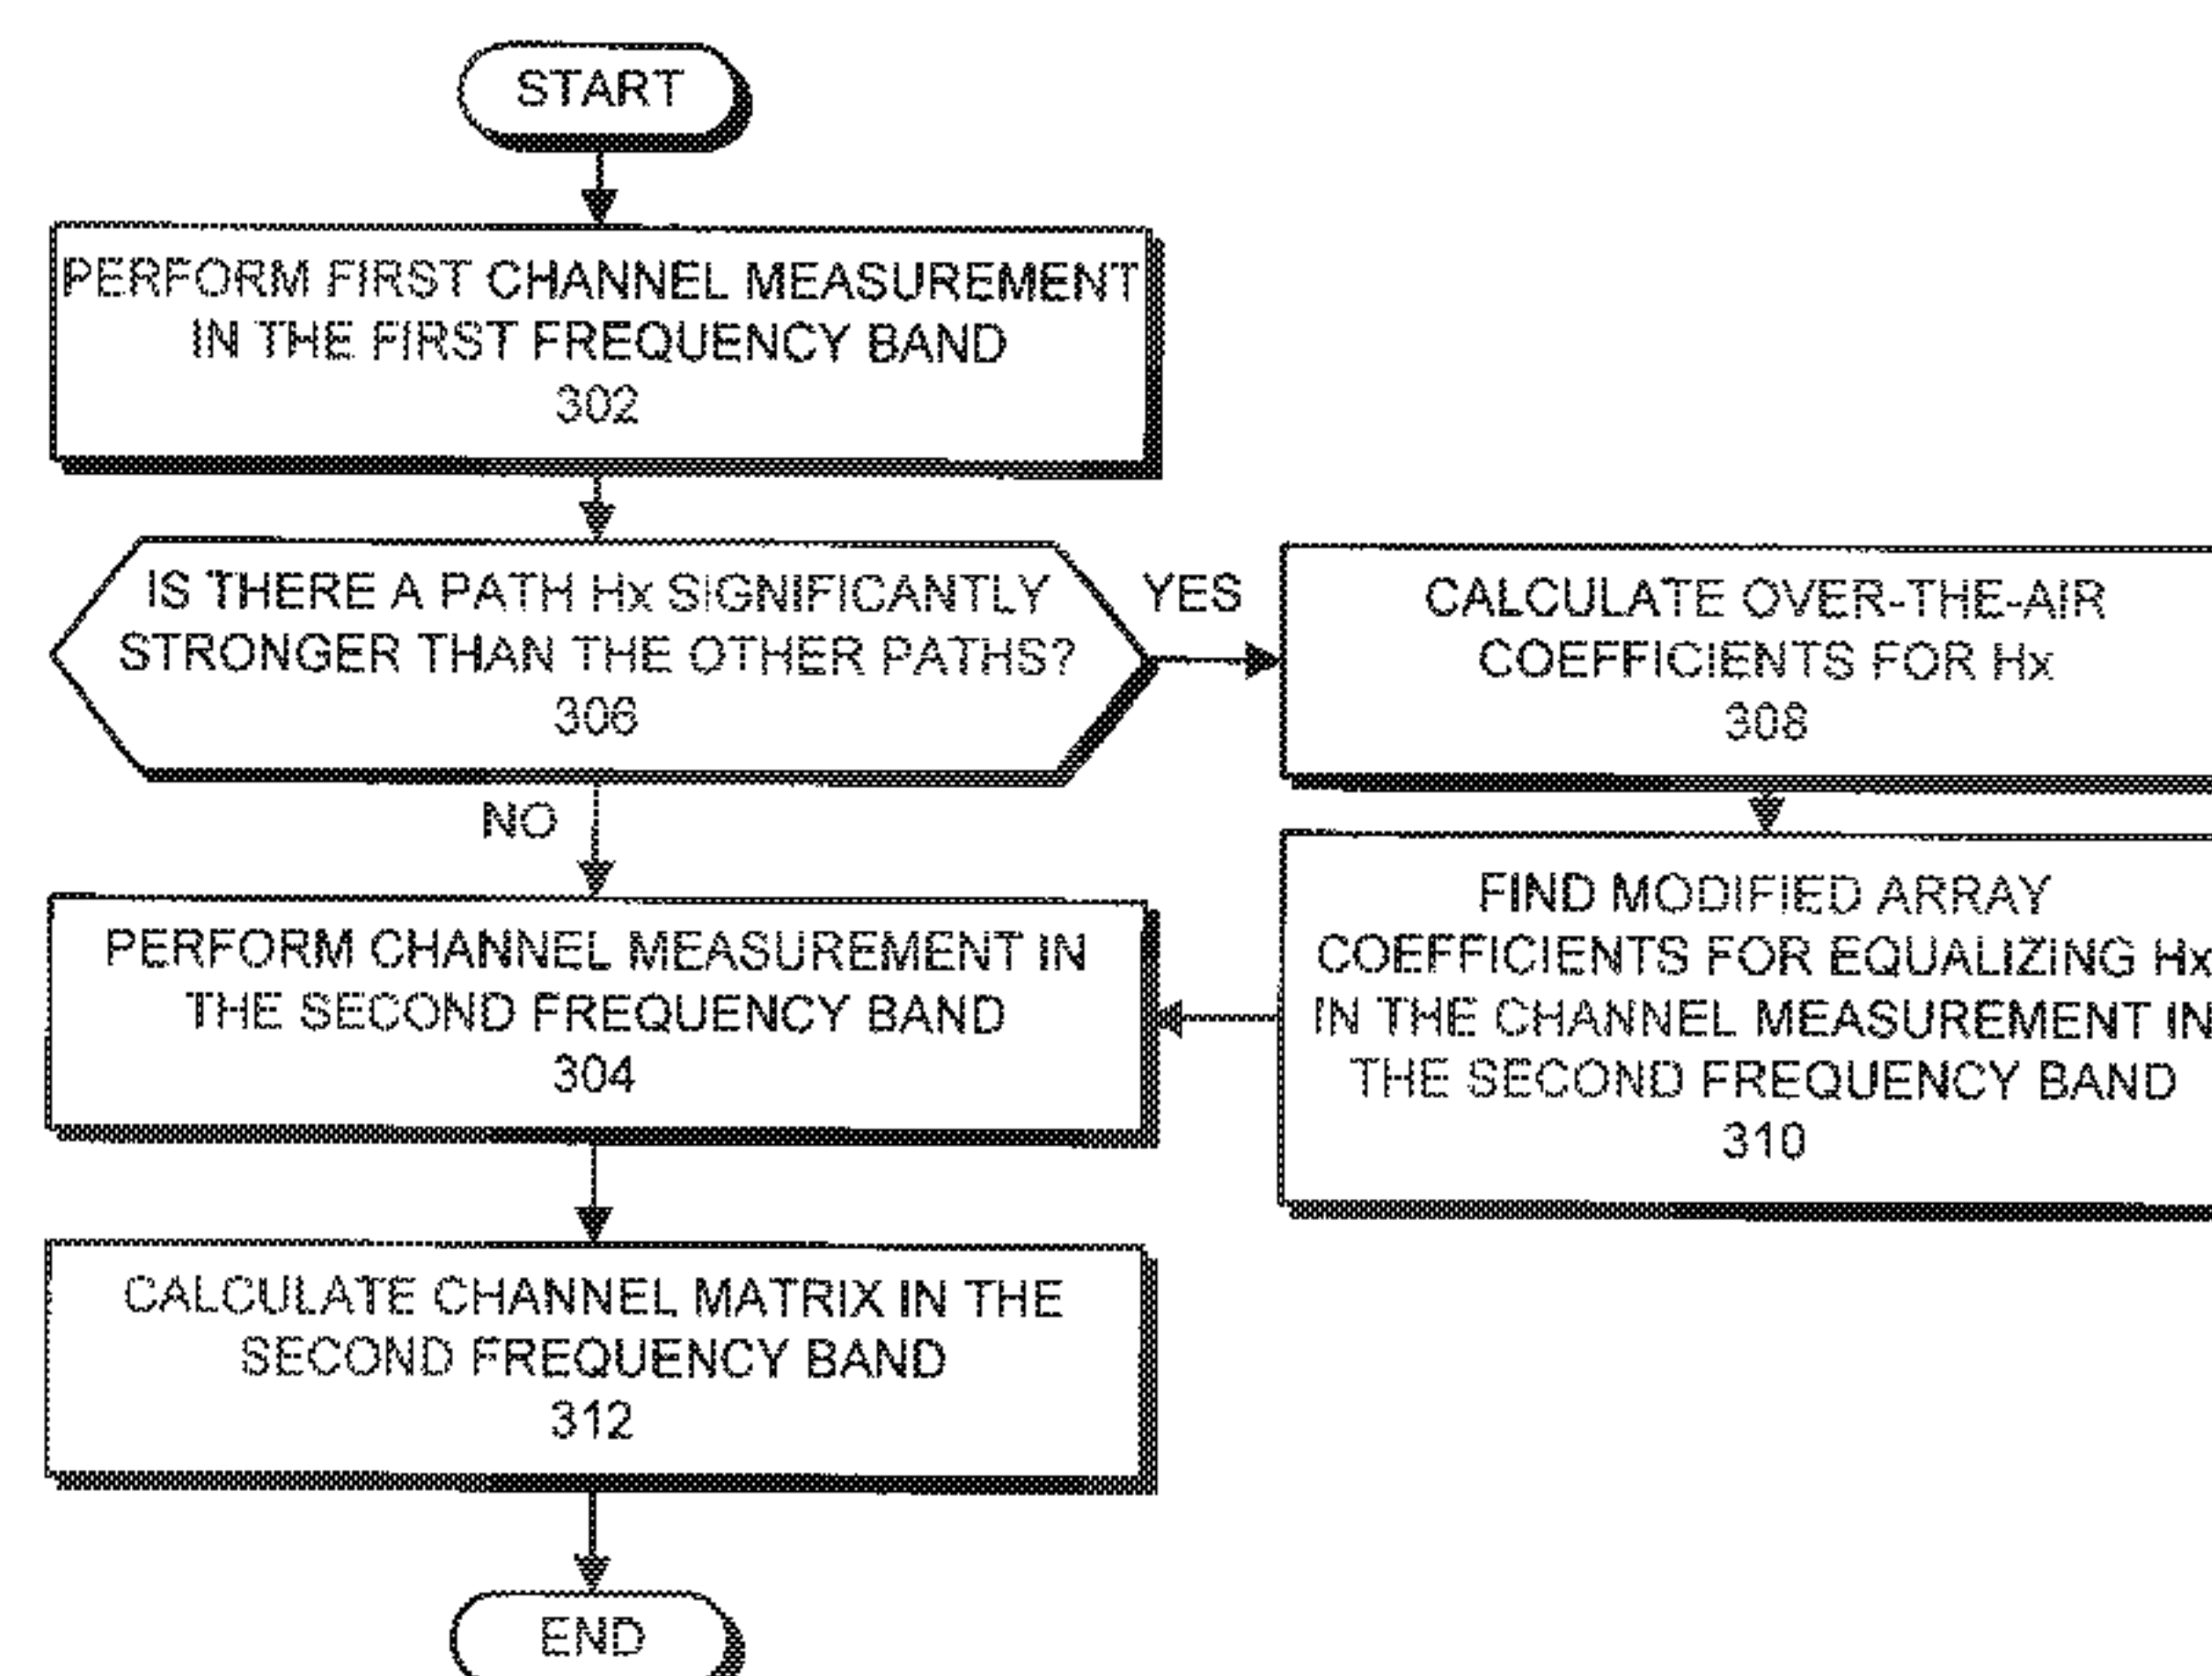 START
PERFORM FIRST CHANNEL MEASUREMENT
IN THE FIRST FREQUENCY BAND
302
IS THERE A PATH Hx SIGNIFICANTLY
STRONGER THAN THE OTHER PATHS?
306
YES
CALCULATE OVER-THE-AIR
COEFFICIENTS FOR Hx
308
NO
FIND MODIFIED ARRAY
COEFFICIENTS FOR EQUALIZING Hx
IN THE CHANNEL MEASUREMENT IN
THE SECOND FREQUENCY BAND
310
PERFORM CHANNEL MEASUREMENT IN
THE SECOND FREQUENCY BAND
304
CALCULATE CHANNEL MATRIX IN THE
SECOND FREQUENCY BAND
312
END